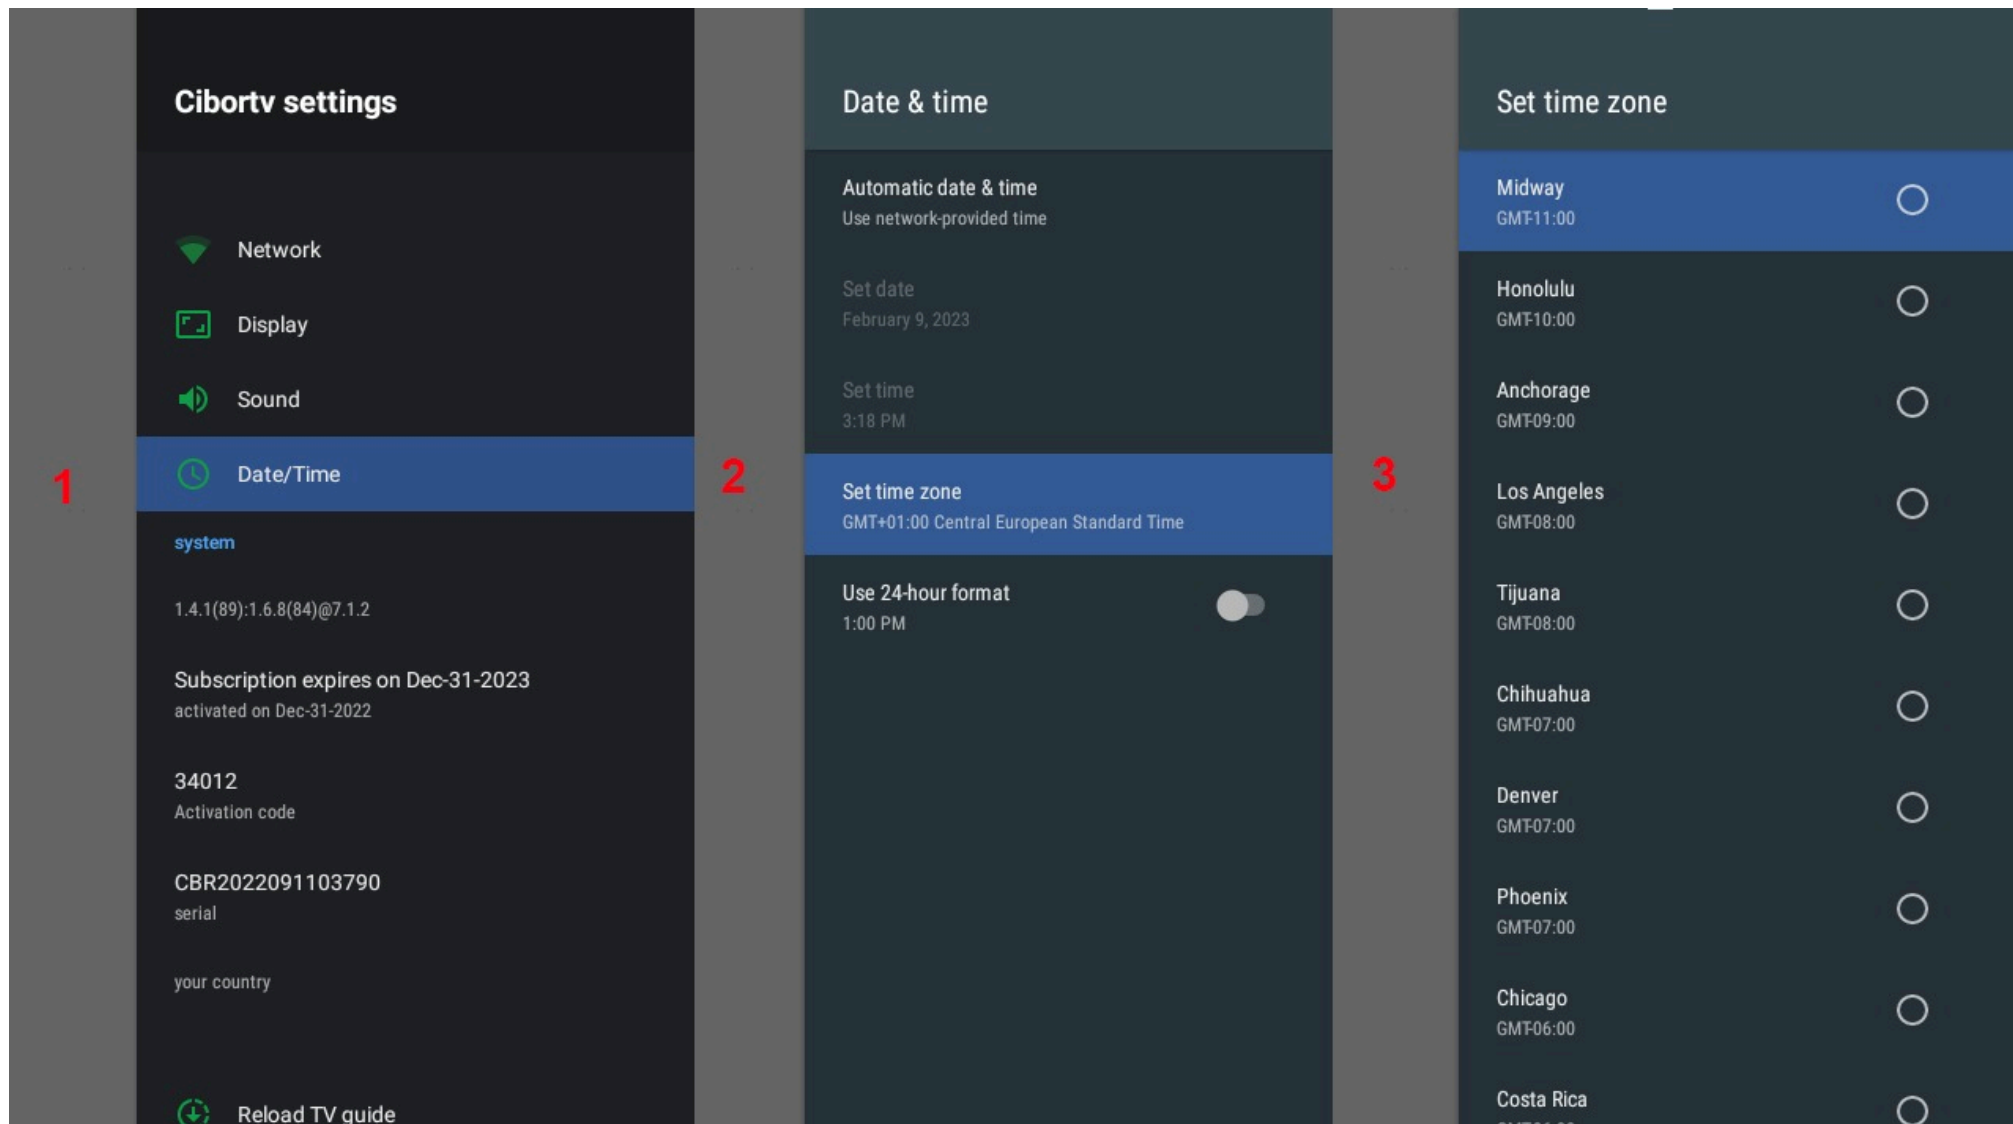 Cibortv settings
Network
Display
Sound
1
Date/Time
system
1.4.1(89):1.6.8(84)@7.1.2
Subscription expires on Dec-31-2023
activated on Dec-31-2022
34012
Activation code
CBR2022091103790
serial
your country
Reload TV guide
Date & time
Automatic date & time
Use network-provided time
Set date
February 9, 2023
Set time
3:18 PM
2
Set time zone
GMT+01:00 Central European Standard Time
Use 24-hour format
1:00 PM
Set time zone
Midway
GMT-11:00
Honolulu
GMT-10:00
Anchorage
GMT-09:00
3
Los Angeles
GMT-08:00
Tijuana
GMT-08:00
Chihuahua
GMT-07:00
Denver
GMT-07:00
Phoenix
GMT-07:00
Chicago
GMT-06:00
Costa Rica